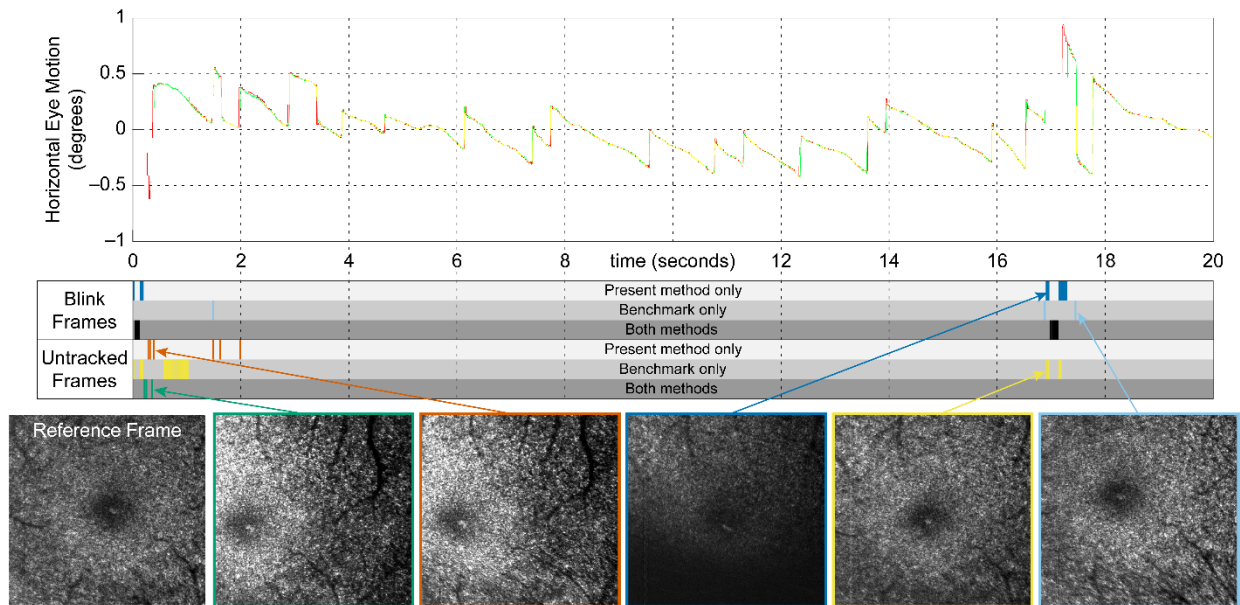 1
0.5
0
–0.5
–1
Horizontal Eye Motion
(degrees)
0 2 4 6 8 10 12 14 16 18 20
time (seconds)
Blink
Frames
Present method only
Benchmark only
Both methods
Untracked
Frames
Present method only
Benchmark only
Both methods
Reference Frame